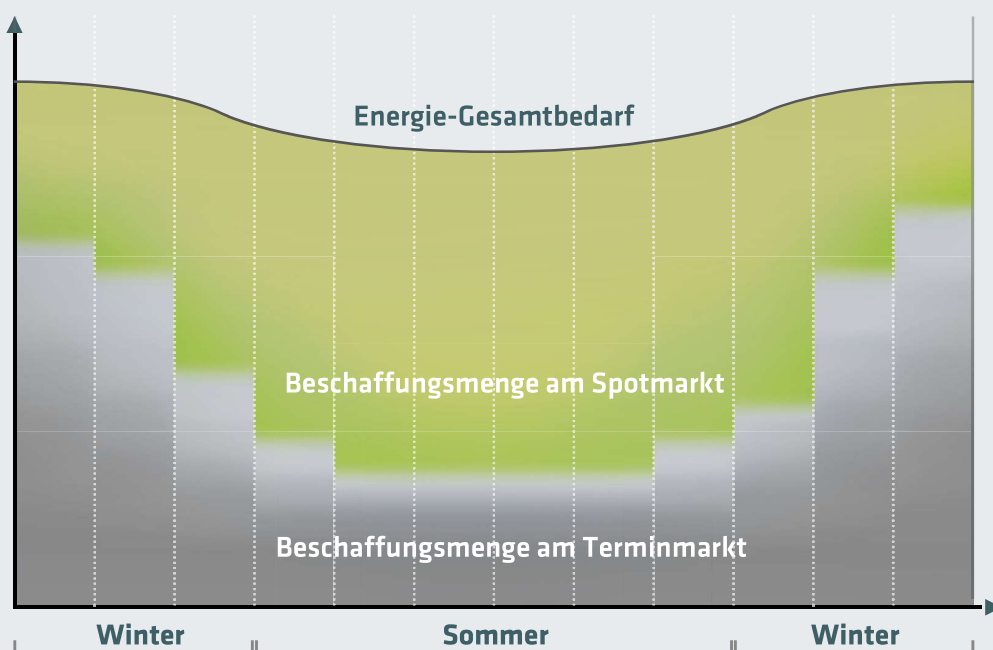 Energie-Gesamtbedarf
Beschaffungsmenge am Spotmarkt
Beschaffungsmenge am Terminmarkt
Winter
Sommer
Winter